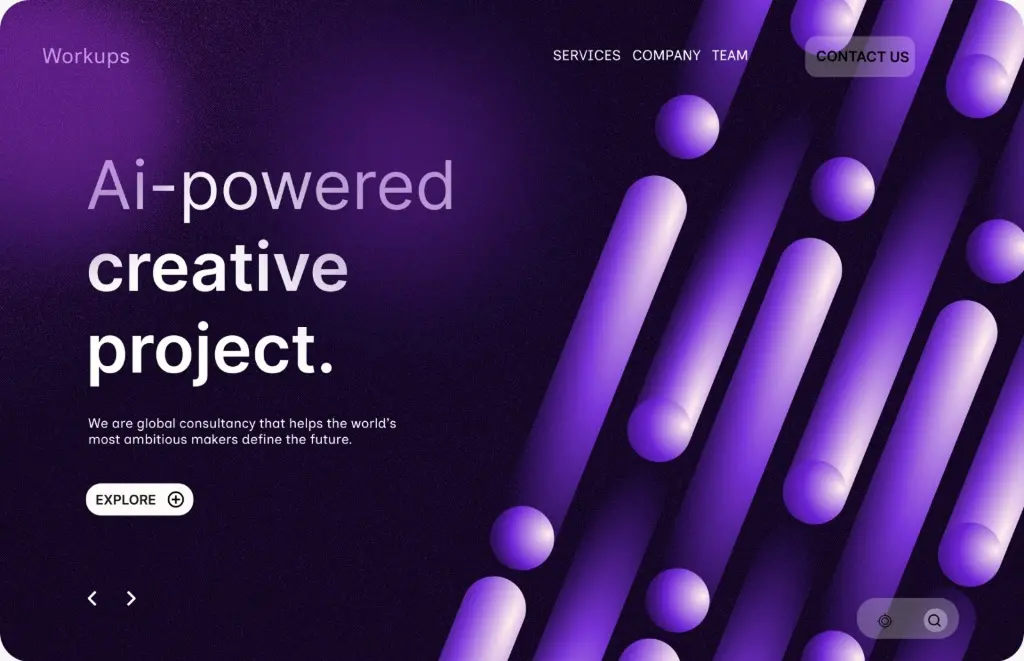 Workups
SERVICES COMPANY TEAM CONTACT US
Ai-powered
creative
project.
We are global consultancy that helps the world’s
most ambitious makers define the future.
EXPLORE